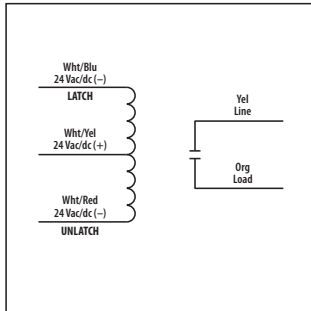 Wht/Blu
24 Vac/dc (–)
LATCH
Wht/Yel
24 Vac/dc (+)
Wht/Red
24 Vac/dc (–)
UNLATCH
Yel
Line
Org
Load